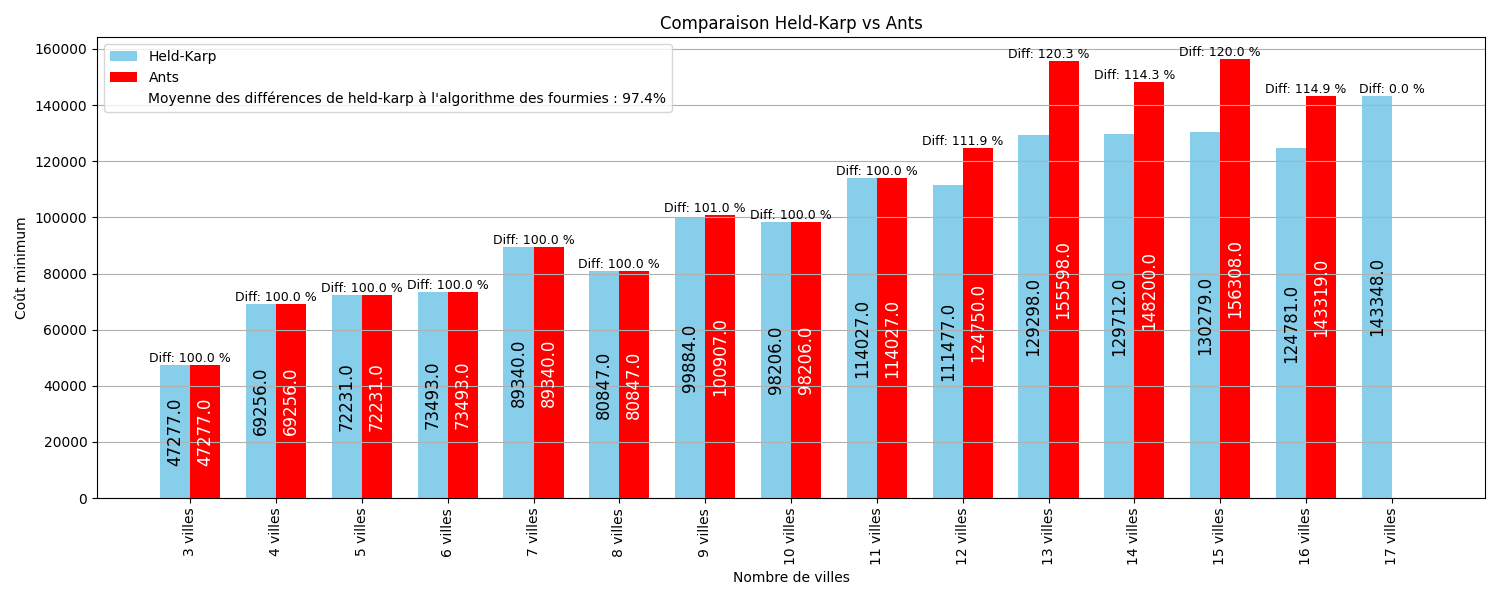 Comparaison Held-Karp vs Ants
Held-Karp
Ants
Moyenne des différences de held-karp à l'algorithme des fourmies : 97.4%
Coût minimum
160000
140000
120000
100000
80000
60000
40000
20000
0
Diff: 100.0 %
Diff: 100.0 %
Diff: 100.0 %
Diff: 100.0 %
Diff: 100.0 %
Diff: 100.0 %
Diff: 101.0 %
Diff: 100.0 %
Diff: 100.0 %
Diff: 111.9 %
Diff: 120.3 %
Diff: 114.3 %
Diff: 120.0 %
Diff: 114.9 %
Diff: 0.0 %
47277.0
47277.0
69256.0
69256.0
72231.0
72231.0
73493.0
73493.0
89340.0
89340.0
80847.0
80847.0
99884.0
100907.0
98206.0
98206.0
114027.0
114027.0
111477.0
124750.0
129298.0
155598.0
129712.0
148200.0
130279.0
156308.0
124781.0
143319.0
143348.0
3 villes
4 villes
5 villes
6 villes
7 villes
8 villes
9 villes
10 villes
11 villes
12 villes
13 villes
14 villes
15 villes
16 villes
17 villes
Nombre de villes